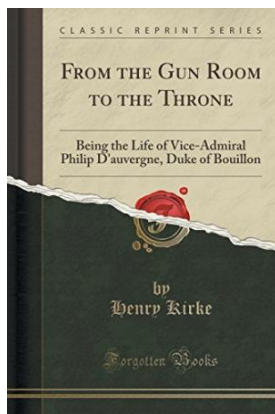 CLASSIC REPRINT SERIES
FROM THE GUN ROOM
TO THE THRONE
Being the Life of Vice-Admiral
Philip D'auvergne, Duke of Bouillon
by
Henry Kirke
Forgotten Books